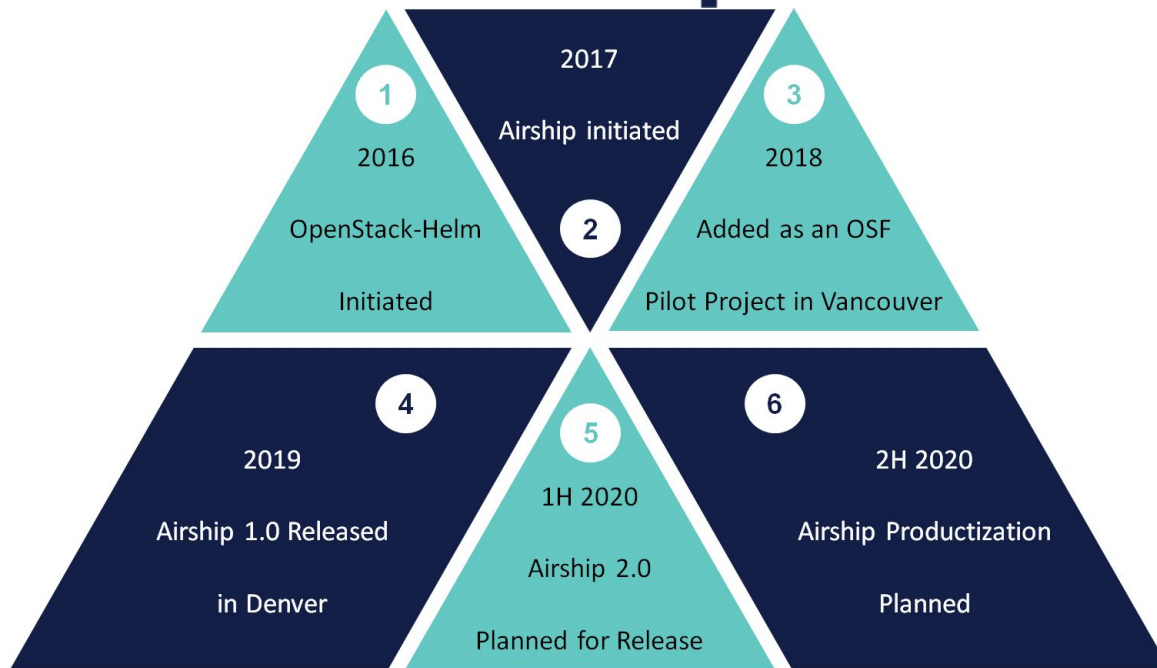 1
2016
OpenStack-Helm
Initiated
2017
Airship initiated
2
3
2018
Added as an OSF
Pilot Project in Vancouver
4
2019
Airship 1.0 Released
in Denver
5
1H 2020
Airship 2.0
Planned for Release
6
2H 2020
Airship Productization
Planned